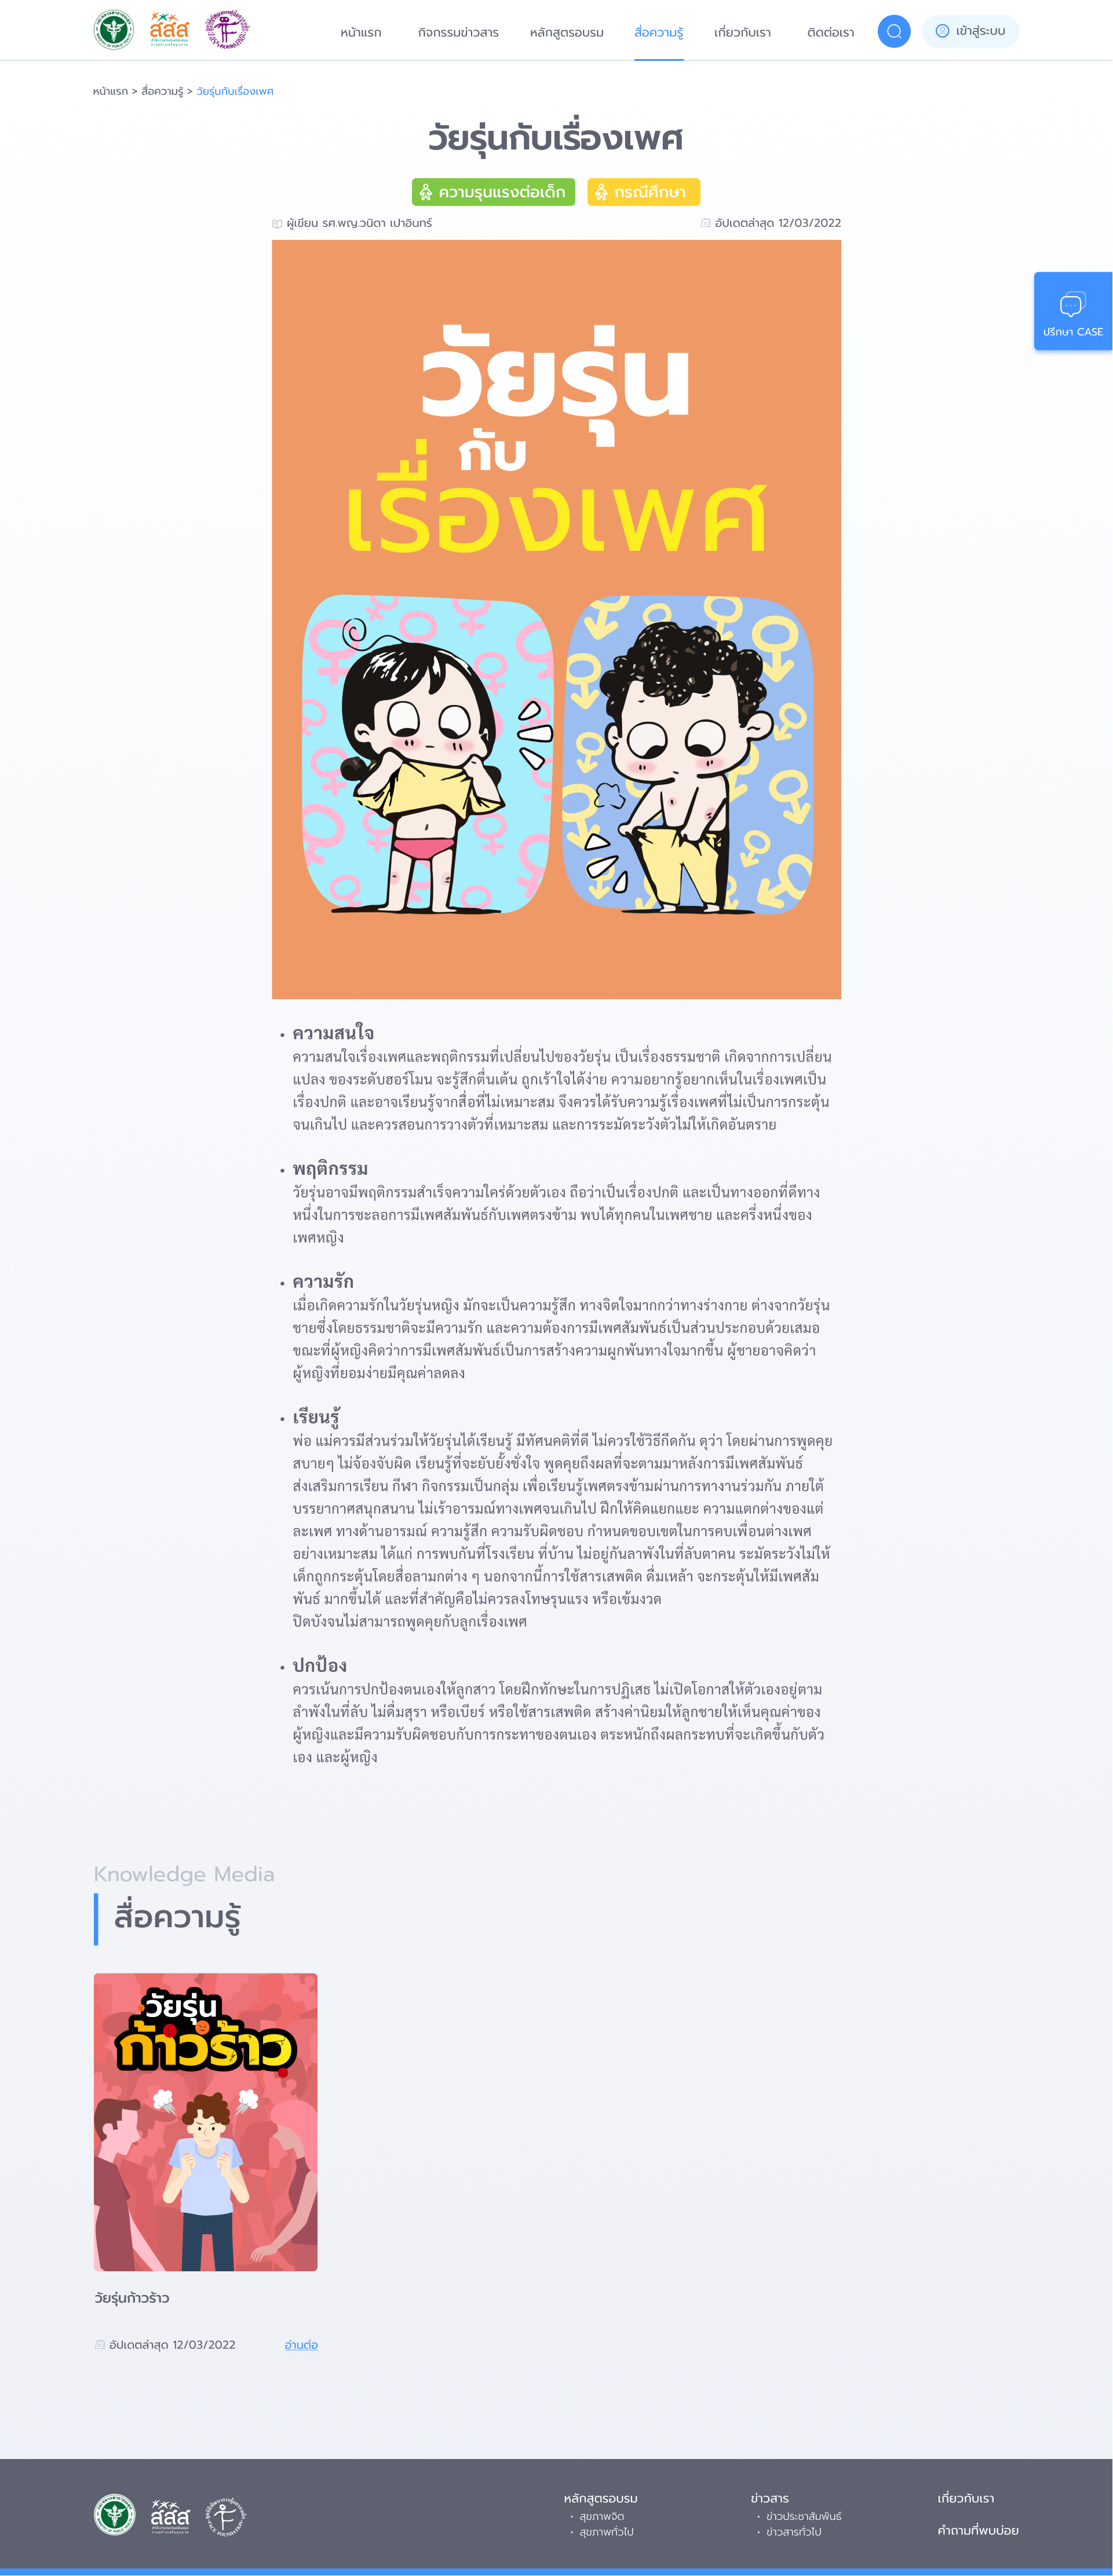 หน้าแรก
กิจกรรมข่าวสาร
หลักสูตรอบรม
สื่อความรู้
เกี่ยวกับเรา
ติดต่อเรา
เข้าสู่ระบบ
หน้าแรก > สื่อความรู้ > วัยรุ่นกับเรื่องเพศ
วัยรุ่นกับเรื่องเพศ
ความรุนแรงต่อเด็ก
กรณีศึกษา
ผู้เขียน รศ.พญ.วนิดา เปาอินทร์
อัปเดตล่าสุด 12/03/2022
ปรึกษา CASE
วัยรุ่น
กับ
เรื่องเพศ
• ความสนใจ
ความสนใจเรื่องเพศและพฤติกรรมที่เปลี่ยนไปของวัยรุ่น เป็นเรื่องธรรมชาติ เกิดจากการเปลี่ยน
แปลง ของระดับฮอร์โมน จะรู้สึกตื่นเต้น ถูกเร้าใจได้ง่าย ความอยากรู้อยากเห็นในเรื่องเพศเป็น
เรื่องปกติ และอาจเรียนรู้จากสื่อที่ไม่เหมาะสม จึงควรได้รับความรู้เรื่องเพศที่ไม่เป็นการกระตุ้น
จนเกินไป และควรสอนการวางตัวที่เหมาะสม และการระมัดระวังตัวไม่ให้เกิดอันตราย
• พฤติกรรม
วัยรุ่นอาจมีพฤติกรรมสำเร็จความใคร่ด้วยตัวเอง ถือว่าเป็นเรื่องปกติ และเป็นทางออกที่ดีทาง
หนึ่งในการชะลอการมีเพศสัมพันธ์กับเพศตรงข้าม พบได้ทุกคนในเพศชาย และครึ่งหนึ่งของ
เพศหญิง
• ความรัก
เมื่อเกิดความรักในวัยรุ่นหญิง มักจะเป็นความรู้สึก ทางจิตใจมากกว่าทางร่างกาย ต่างจากวัยรุ่น
ชายซึ่งโดยธรรมชาติจะมีความรัก และความต้องการมีเพศสัมพันธ์เป็นส่วนประกอบด้วยเสมอ
ขณะที่ผู้หญิงคิดว่าการมีเพศสัมพันธ์เป็นการสร้างความผูกพันทางใจมากขึ้น ผู้ชายอาจคิดว่า
ผู้หญิงที่ยอมง่ายมีคุณค่าลดลง
• เรียนรู้
พ่อ แม่ควรมีส่วนร่วมให้วัยรุ่นได้เรียนรู้ มีทัศนคติที่ดี ไม่ควรใช้วิธีกีดกัน ดุว่า โดยผ่านการพูดคุย
สบายๆ ไม่จ้องจับผิด เรียนรู้ที่จะยับยั้งชั่งใจ พูดคุยถึงผลที่จะตามมาหลังการมีเพศสัมพันธ์
ส่งเสริมการเรียน กีฬา กิจกรรมเป็นกลุ่ม เพื่อเรียนรู้เพศตรงข้ามผ่านการทางานร่วมกัน ภายใต้
บรรยากาศสนุกสนาน ไม่เร้าอารมณ์ทางเพศจนเกินไป ฝึกให้คิดแยกแยะ ความแตกต่างของแต่
ละเพศ ทางด้านอารมณ์ ความรู้สึก ความรับผิดชอบ กำหนดขอบเขตในการคบเพื่อนต่างเพศ
อย่างเหมาะสม ได้แก่ การพบกันที่โรงเรียน ที่บ้าน ไม่อยู่กันลาพังในที่ลับตาคน ระมัดระวังไม่ให้
เด็กถูกกระตุ้นโดยสื่อลามกต่าง ๆ นอกจากนี้การใช้สารเสพติด ดื่มเหล้า จะกระตุ้นให้มีเพศสัม
พันธ์ มากขึ้นได้ และที่สำคัญคือไม่ควรลงโทษรุนแรง หรือเข้มงวด
ปิดบังจนไม่สามารถพูดคุยกับลูกเรื่องเพศ
• ปกป้อง
ควรเน้นการปกป้องตนเองให้ลูกสาว โดยฝึกทักษะในการปฏิเสธ ไม่เปิดโอกาสให้ตัวเองอยู่ตาม
ลำพังในที่ลับ ไม่ดื่มสุรา หรือเบียร์ หรือใช้สารเสพติด สร้างค่านิยมให้ลูกชายให้เห็นคุณค่าของ
ผู้หญิงและมีความรับผิดชอบกับการกระทาของตนเอง ตระหนักถึงผลกระทบที่จะเกิดขึ้นกับตัว
เอง และผู้หญิง
Knowledge Media
สื่อความรู้
วัยรุ่น
ก้าวร้าว
วัยรุ่นก้าวร้าว
อัปเดตล่าสุด 12/03/2022
อ่านต่อ
สสส
หลักสูตรอบรม
• สุขภาพจิต
• สุขภาพทั่วไป
ข่าวสาร
• ข่าวประชาสัมพันธ์
• ข่าวสารทั่วไป
เกี่ยวกับเรา
คำถามที่พบบ่อย